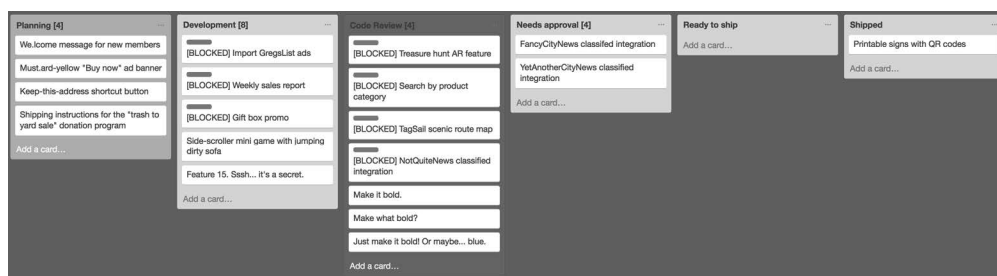 Planning [4]
We.lcome message for new members
Must.ard-yellow "Buy now" ad banner
Keep-this-address shortcut button
Shipping instructions for the "trash to
yard sale" donation program
Add a card...
Development [8]
[BLOCKED] Import GregsList ads
[BLOCKED] Weekly sales report
[BLOCKED] Gift box promo
Side-scroller mini game with jumping
dirty sofa
Feature 15. Sssh... it's a secret.
Add a card...
Code Review [4]
[BLOCKED] Treasure hunt AR feature
[BLOCKED] Search by product
category
[BLOCKED] TagSail scenic route map
[BLOCKED] NotQuiteNews classified
integration
Make it bold.
Make what bold?
Just make it bold! Or maybe... blue.
Add a card...
Needs approval [4]
FancyCityNews classifed integration
YetAnotherCityNews classified
integration
Add a card...
Ready to ship
Add a card...
Shipped
Printable signs with QR codes
Add a card...